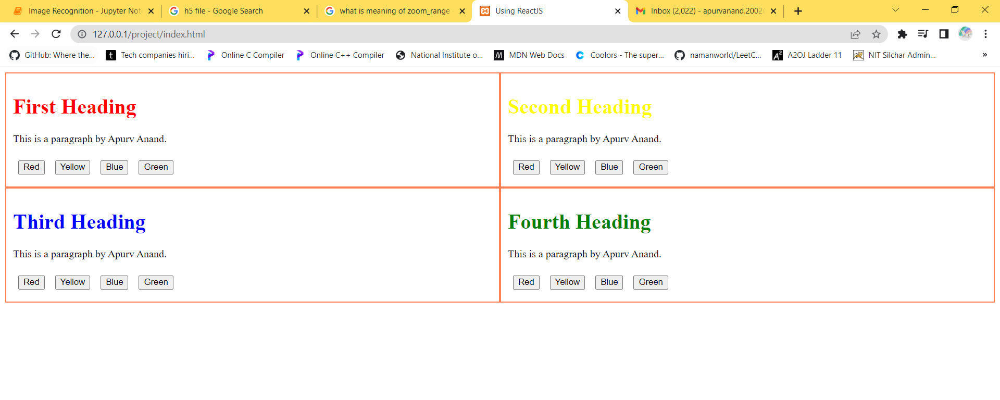 Image Recognition - Jupyter Not
h5 file - Google Search
what is meaning of zoom_range
Using ReactJS
Inbox (2,022) - apurvanand.2002
127.0.0.1/project/index.html
GitHub: Where the...
Tech companies hiri...
Online C Compiler
Online C++ Compiler
National Institute o...
MDN Web Docs
Coolors - The super...
namanworld/LeetC...
A2OJ Ladder 11
NIT Silchar Admin...
»
First Heading
This is a paragraph by Apurv Anand.
Red Yellow Blue Green
Second Heading
This is a paragraph by Apurv Anand.
Red Yellow Blue Green
Third Heading
This is a paragraph by Apurv Anand.
Red Yellow Blue Green
Fourth Heading
This is a paragraph by Apurv Anand.
Red Yellow Blue Green